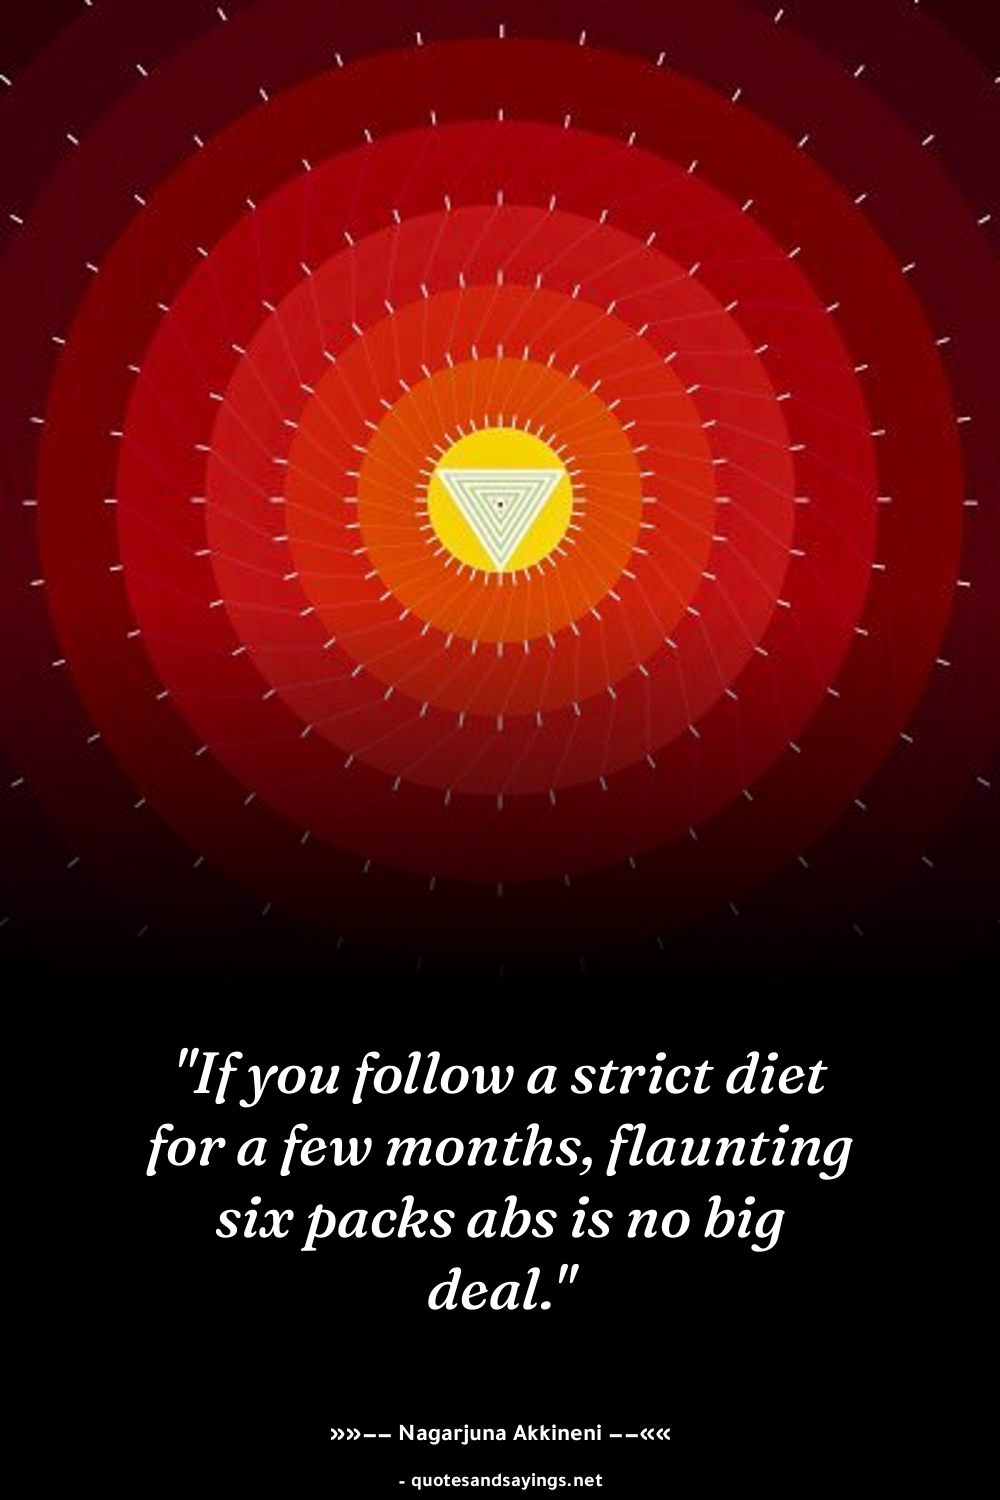 "If you follow a strict diet
for a few months, flaunting
six packs abs is no big
deal."
»»−− Nagarjuna Akkineni −−««
- quotesandsayings.net